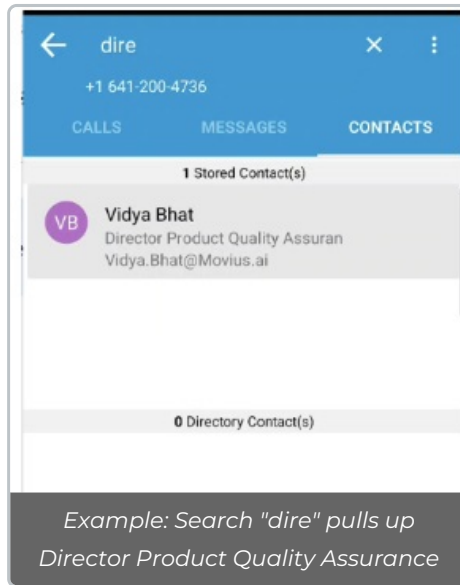 dire
+1 641-200-4736
CALLS MESSAGES CONTACTS
1 Stored Contact(s)
VB
Vidya Bhat
Director Product Quality Assuran
Vidya.Bhat@Movius.ai
0 Directory Contact(s)
Example: Search "dire" pulls up
Director Product Quality Assurance